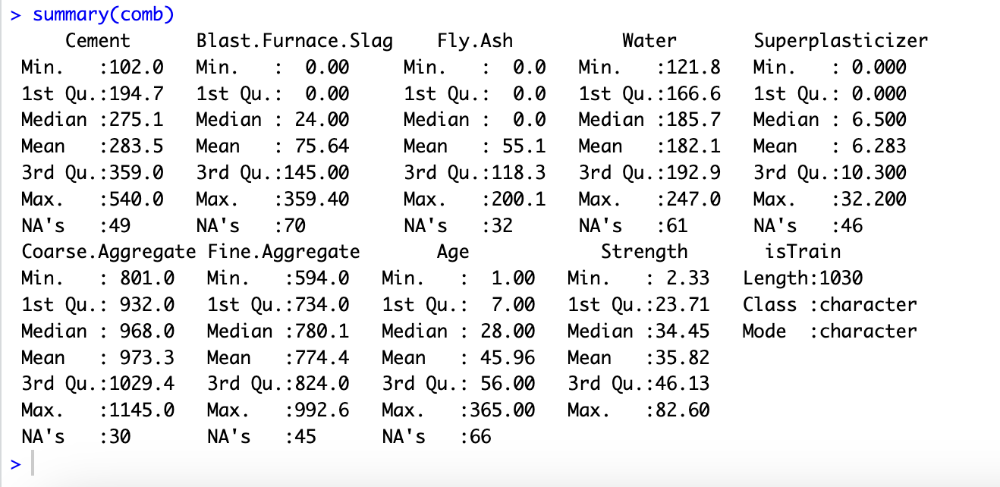 > summary(comb)
     Cement      Blast.Furnace.Slag    Fly.Ash          Water       Superplasticizer
 Min.   :102.0   Min.   :  0.00     Min.   :  0.0   Min.   :121.8   Min.   : 0.000
 1st Qu.:194.7   1st Qu.:  0.00     1st Qu.:  0.0   1st Qu.:166.6   1st Qu.: 0.000
 Median :275.1   Median : 24.00     Median :  0.0   Median :185.7   Median : 6.500
 Mean   :283.5   Mean   : 75.64     Mean   : 55.1   Mean   :182.1   Mean   : 6.283
 3rd Qu.:359.0   3rd Qu.:145.00     3rd Qu.:118.3   3rd Qu.:192.9   3rd Qu.:10.300
 Max.   :540.0   Max.   :359.40     Max.   :200.1   Max.   :247.0   Max.   :32.200
 NA's   :49      NA's   :70         NA's   :32      NA's   :61      NA's   :46
 Coarse.Aggregate Fine.Aggregate       Age            Strength       isTrain
 Min.   : 801.0   Min.   :594.0   Min.   :  1.00   Min.   : 2.33   Length:1030
 1st Qu.: 932.0   1st Qu.:734.0   1st Qu.:  7.00   1st Qu.:23.71   Class :character
 Median : 968.0   Median :780.1   Median : 28.00   Median :34.45   Mode  :character
 Mean   : 973.3   Mean   :774.4   Mean   : 45.96   Mean   :35.82
 3rd Qu.:1029.4   3rd Qu.:824.0   3rd Qu.: 56.00   3rd Qu.:46.13
 Max.   :1145.0   Max.   :992.6   Max.   :365.00   Max.   :82.60
 NA's   :30       NA's   :45      NA's   :66
>